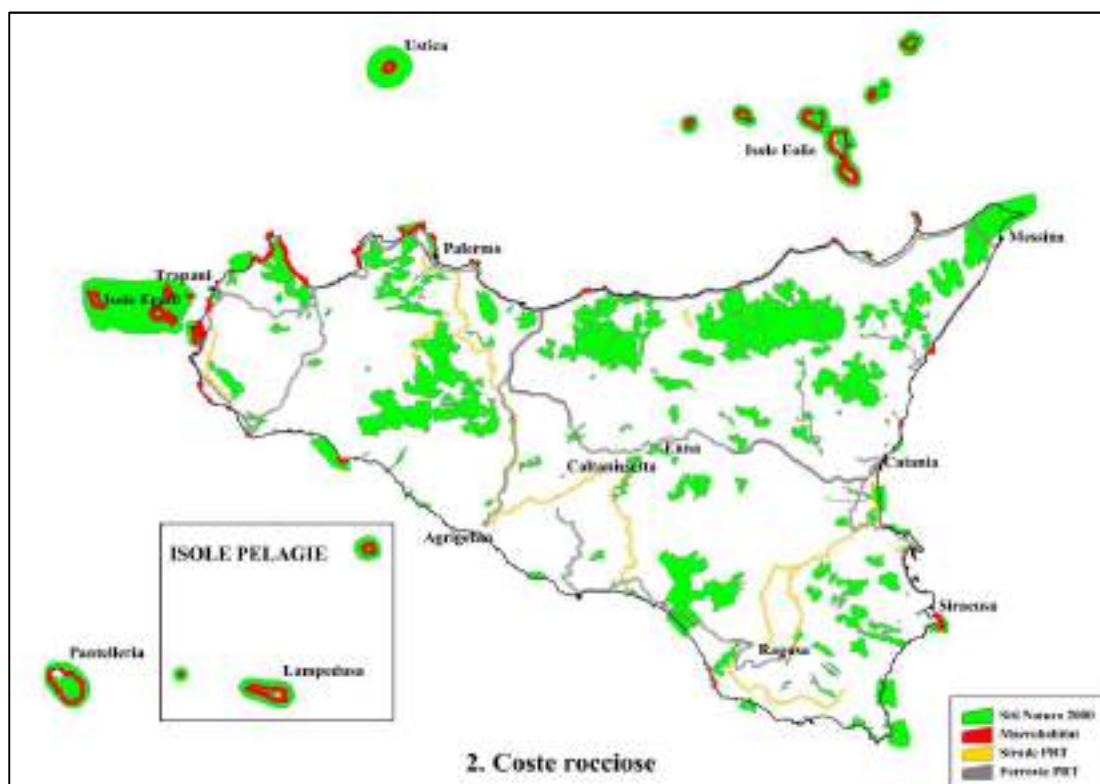 Ustica
Isole Eolie
Messina
Palermo
Trapani
Isole Egadi
Enna
Caltanissetta
Catania
Agrigento
ISOLE PELAGIE
Siracusa
Ragusa
Pantelleria
Lampedusa
Siti Natura 2000
Macrohabitat
Strade PRT
Ferrovie PRT
2. Coste rocciose